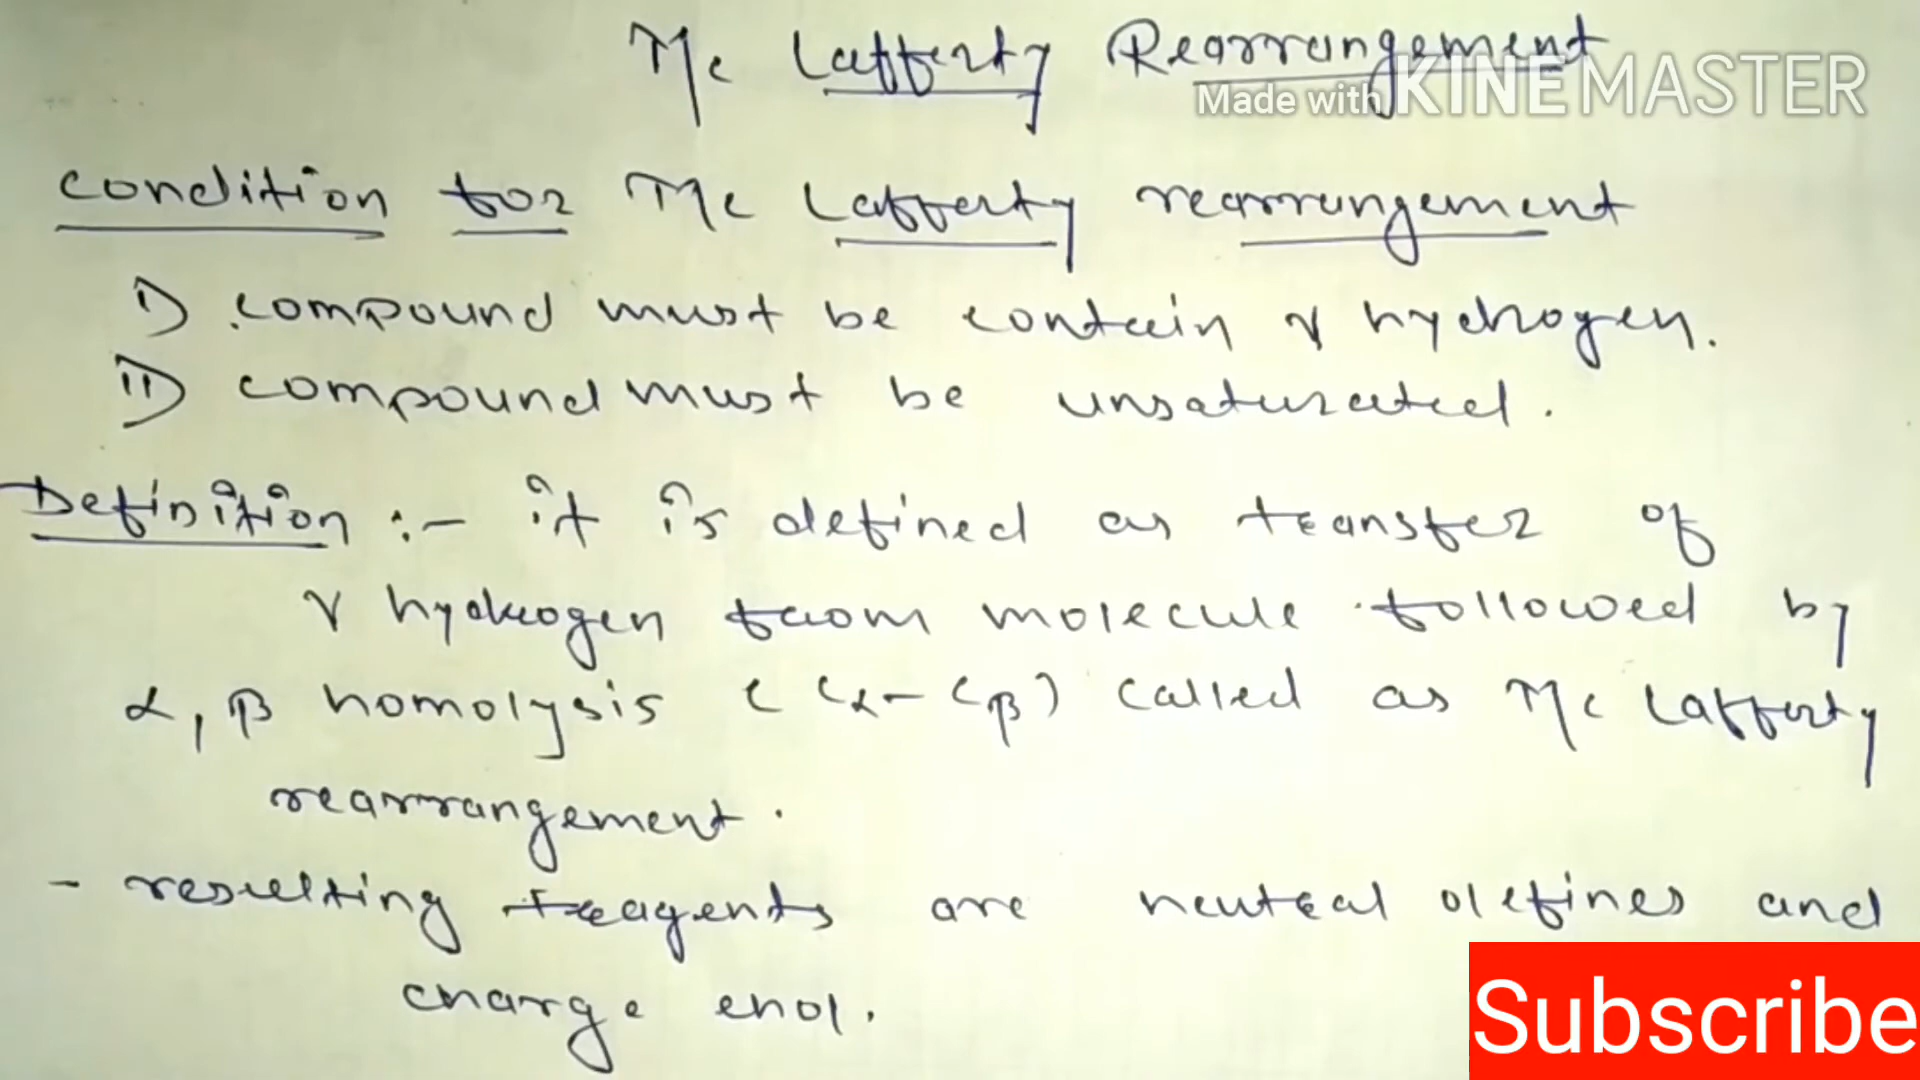 Mc Lafferty Rearrangement
Made with KINEMASTER
condition for Mc Lafferty rearrangement
I) compound must be contain γ hydrogen.
II) compound must be unsaturated.
Definition :- it is defined as transfer of
γ hydrogen from molecule followed by
α, β homolysis (Cα-Cβ) called as Mc Lafferty
rearrangement.
- resulting fragents are neutral olefines and
charge enol.
Subscribe